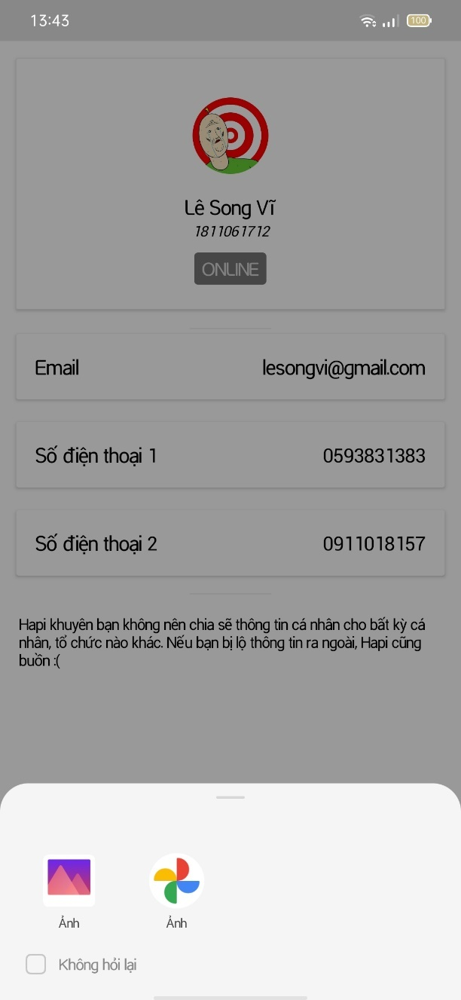 13:43
100
Lê Song Vĩ
1811061712
ONLINE
Email lesongvi@gmail.com
Số điện thoại 1 0593831383
Số điện thoại 2 0911018157
Hapi khuyên bạn không nên chia sẽ thông tin cá nhân cho bất kỳ cá
nhân, tổ chức nào khác. Nếu bạn bị lộ thông tin ra ngoài, Hapi cũng
buồn :(
Ảnh Ảnh
Không hỏi lại